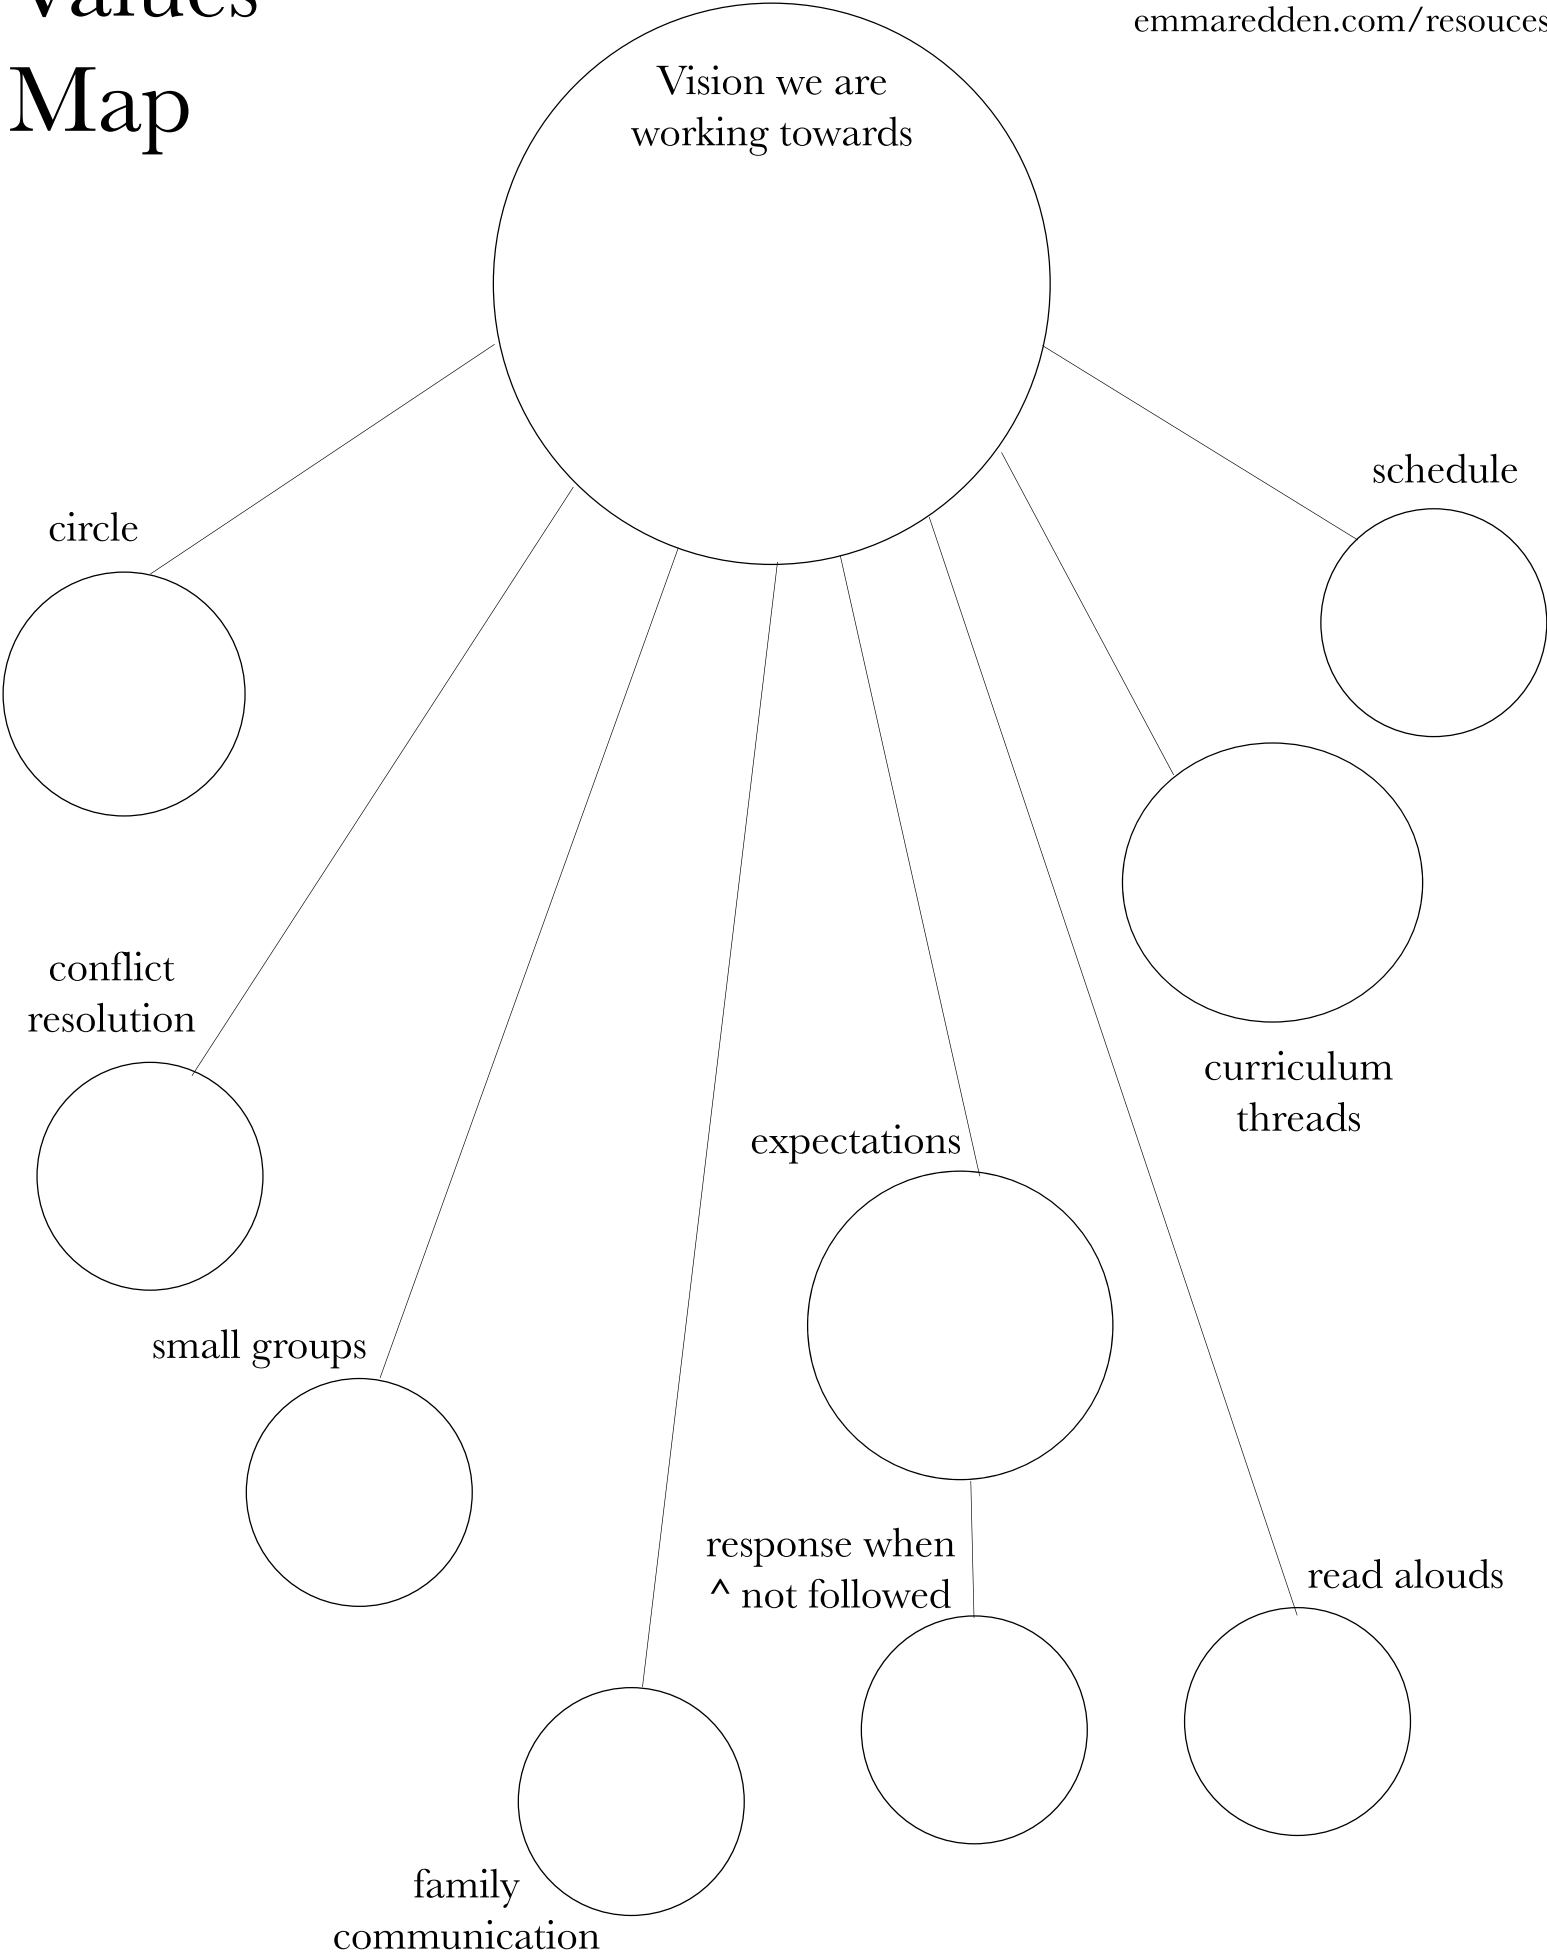 Values
Map
emmaredden.com/resouces
Vision we are
working towards
schedule
circle
conflict
resolution
curriculum
threads
expectations
small groups
response when
^ not followed
read alouds
family
communication